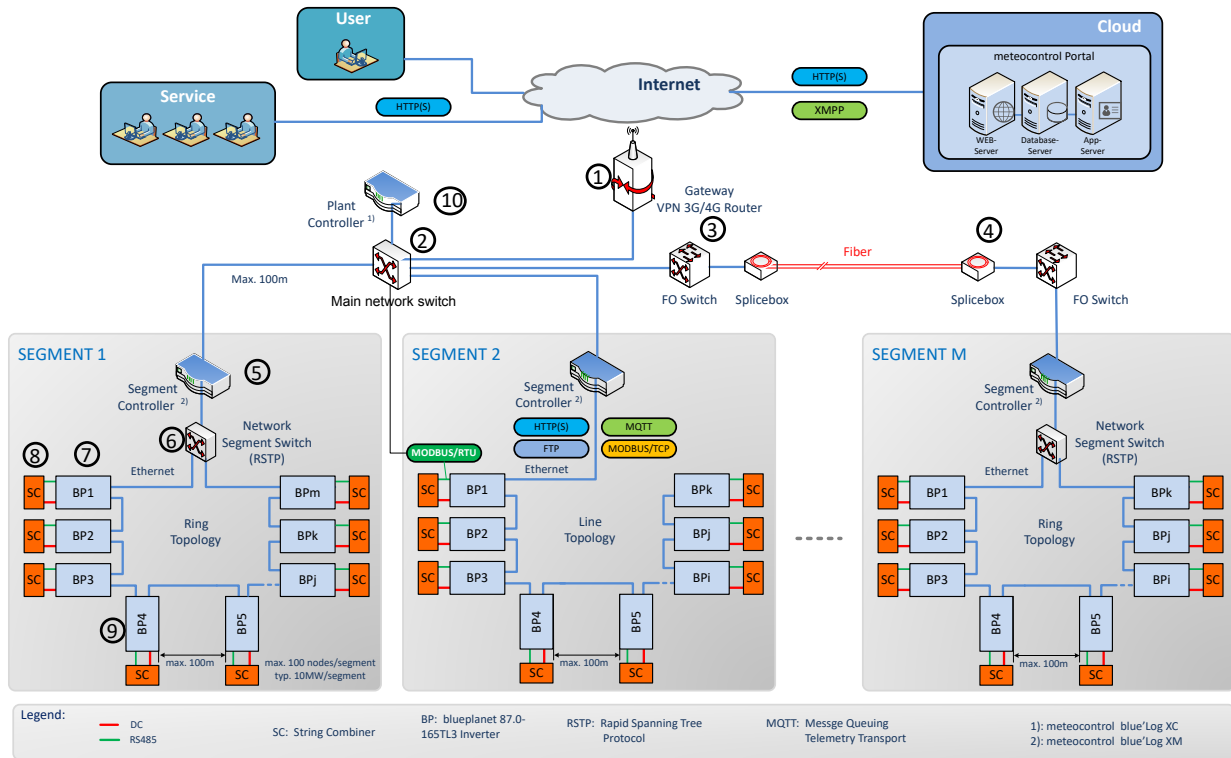 User
Service
HTTP(S)
Internet
HTTP(S)
XMPP
Cloud
meteocontrol Portal
WEB-
Server
Database-
Server
App-
Server
1
Gateway
VPN 3G/4G Router
10
Plant
Controller 1)
2
Max. 100m
Main network switch
3
FO Switch
Splicebox
Fiber
4
Splicebox
FO Switch
SEGMENT 1
5
Segment
Controller 2)
6
Network
Segment Switch
(RSTP)
8
7
Ethernet
SC
BP1
BPm
SC
SC
BP2
Ring
Topology
BPk
SC
SC
BP3
BPj
SC
9
BP4
BP5
max. 100m
SC
SC
max. 100 nodes/segment
typ. 10MW/segment
SEGMENT 2
Segment
Controller 2)
HTTP(S)
MQTT
MODBUS/RTU
FTP
MODBUS/TCP
Ethernet
SC
BP1
BPk
SC
SC
BP2
Line
Topology
BPj
SC
SC
BP3
BPi
SC
BP4
BP5
max. 100m
SC
SC
SEGMENT M
Segment
Controller 2)
Network
Segment Switch
(RSTP)
Ethernet
SC
BP1
BPk
SC
SC
BP2
Ring
Topology
BPj
SC
SC
BP3
BPi
SC
BP4
BP5
max. 100m
SC
SC
Legend:
DC
RS485
SC: String Combiner
BP: blueplanet 87.0-
165TL3 Inverter
RSTP: Rapid Spanning Tree
Protocol
MQTT: Messge Queuing
Telemetry Transport
1): meteocontrol blue'Log XC
2): meteocontrol blue'Log XM